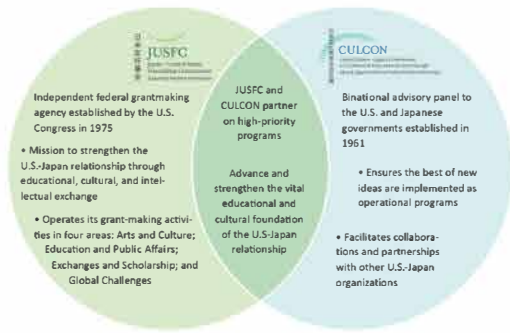 JUSFC
Independent federal grantmaking
agency established by the U.S.
Congress in 1975
• Mission to strengthen the
U.S.-Japan relationship through
educational, cultural, and intel-
lectual exchange
• Operates its grant-making activi-
ties in four areas: Arts and Culture;
Education and Public Affairs;
Exchanges and Scholarship; and
Global Challenges
JUSFC and
CULCON partner
on high-priority
programs
Advance and
strengthen the vital
educational and
cultural foundation
of the U.S-Japan
relationship
CULCON
Binational advisory panel to
the U.S. and Japanese
governments established in
1961
• Ensures the best of new
ideas are implemented as
operational programs
• Facilitates collabora-
tions and partnerships
with other U.S.-Japan
organizations